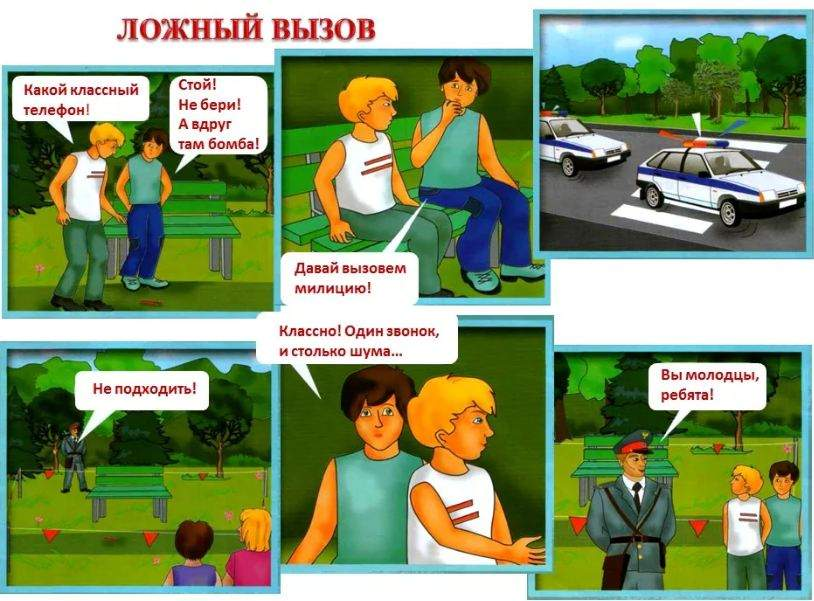 ЛОЖНЫЙ ВЫЗОВ
Какой классный
телефон!
Стой!
Не бери!
А вдруг
там бомба!
Давай вызовем
милицию!
Не подходить!
Классно! Один звонок,
и столько шума...
Вы молодцы,
ребята!